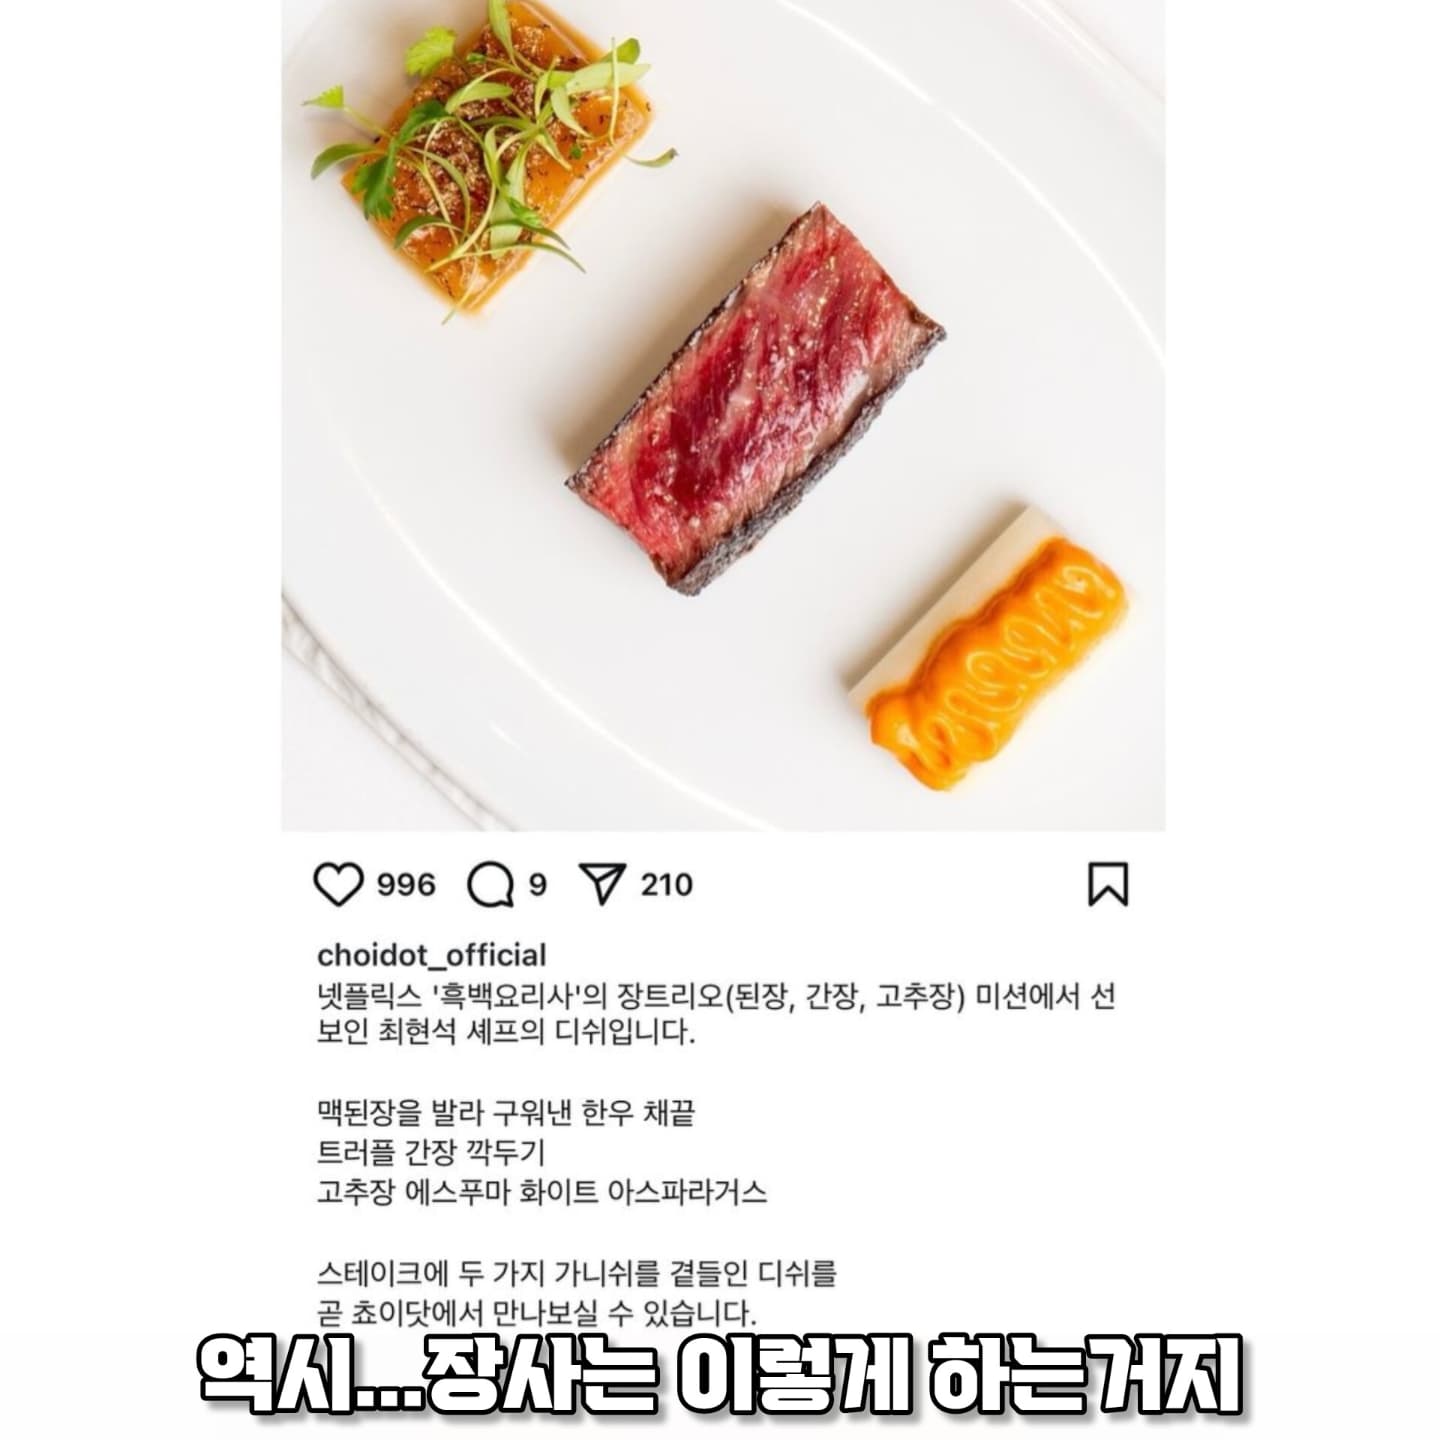 996 9 210
choidot_official
넷플릭스 '흑백요리사'의 장트리오(된장, 간장, 고추장) 미션에서 선
보인 최현석 셰프의 디쉬입니다.
맥된장을 발라 구워낸 한우 채끝
트러플 간장 깍두기
고추장 에스푸마 화이트 아스파라거스
스테이크에 두 가지 가니쉬를 곁들인 디쉬를
곧 쵸이닷에서 만나보실 수 있습니다.
역시...장사는 이렇게 하는거지